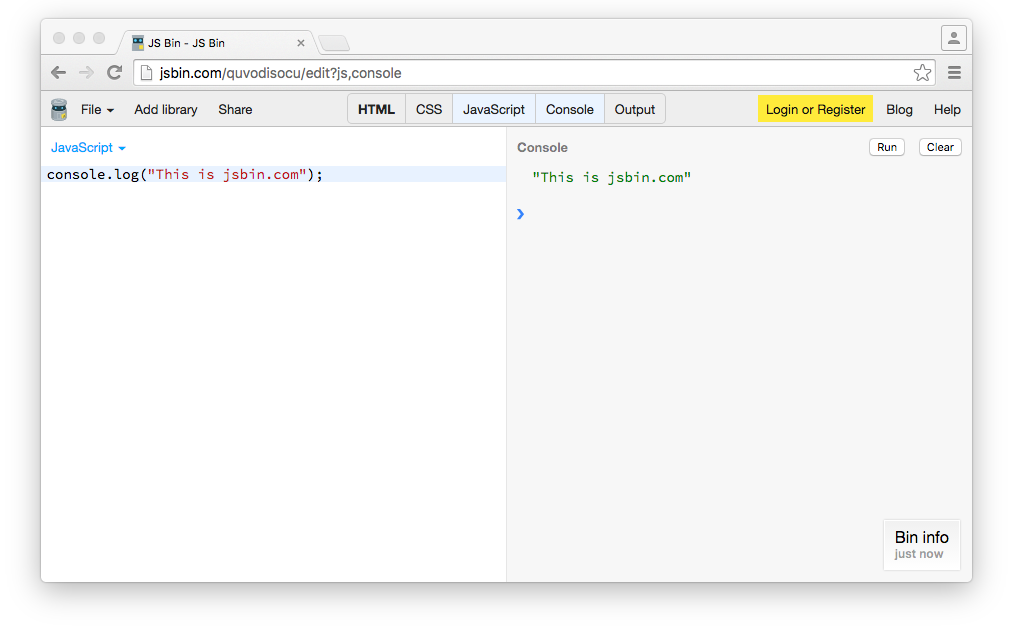 JS Bin - JS Bin
jsbin.com/quvodisocu/edit?js,console
File Add library Share HTML CSS JavaScript Console Output Login or Register Blog Help
JavaScript
console.log("This is jsbin.com");
Console Run Clear
"This is jsbin.com"
Bin info
just now